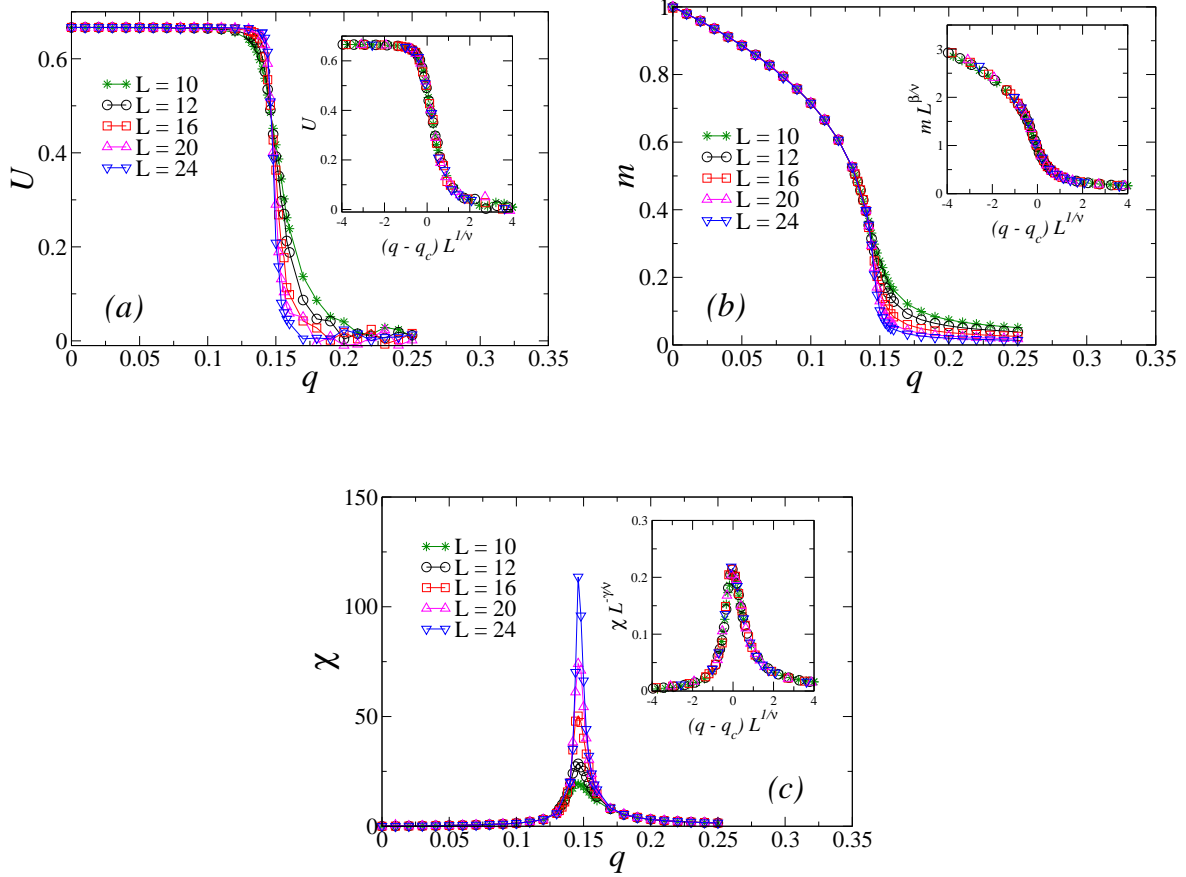 0.6
0.4
0.2
0
U
L = 10
L = 12
L = 16
L = 20
L = 24
(a)
0 0.05 0.1 0.15 0.2 0.25 0.3 0.35
q
0.6
0.4
0.2
0.0
U
-4 -2 0 2 4
(q - q_c) L^{1/ν}
1
0.8
0.6
0.4
0.2
0
m
L = 10
L = 12
L = 16
L = 20
L = 24
(b)
0 0.05 0.1 0.15 0.2 0.25 0.3 0.35
q
3
2
1
0
m L^{β/ν}
-4 -2 0 2 4
(q - q_c) L^{1/ν}
150
100
50
0
χ
L = 10
L = 12
L = 16
L = 20
L = 24
(c)
0 0.05 0.1 0.15 0.2 0.25 0.3 0.35
q
0.3
0.2
0.1
0
χ L^{-γ/ν}
-4 -2 0 2 4
(q - q_c) L^{1/ν}